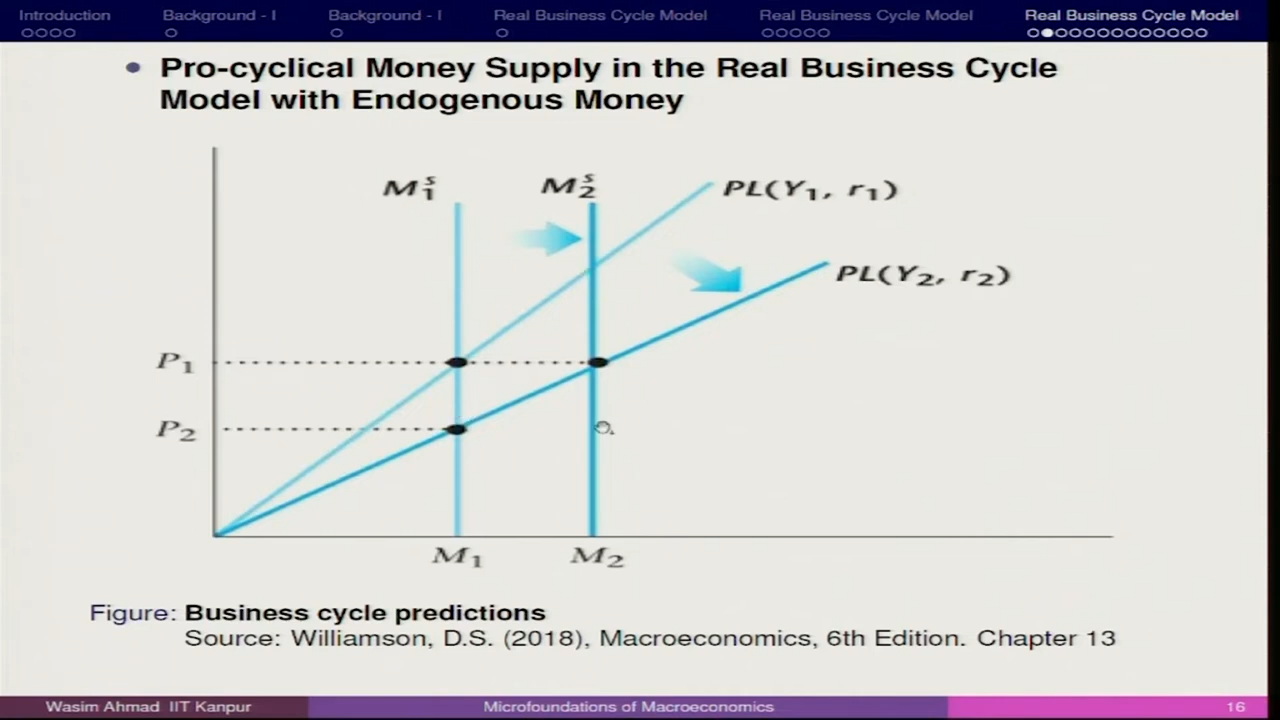 Introduction
Background - I
Background - I
Real Business Cycle Model
Real Business Cycle Model
Real Business Cycle Model
• Pro-cyclical Money Supply in the Real Business Cycle
Model with Endogenous Money
M₁ˢ
M₂ˢ
PL(Y₁, r₁)
PL(Y₂, r₂)
P₁
P₂
M₁
M₂
Figure: Business cycle predictions
Source: Williamson, D.S. (2018), Macroeconomics, 6th Edition. Chapter 13
Wasim Ahmad IIT Kanpur
Microfoundations of Macroeconomics
16